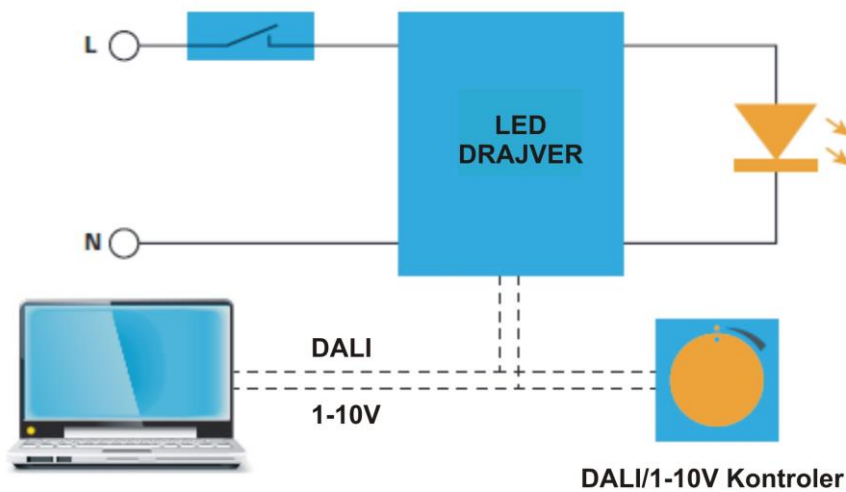 L
LED
DRAJVER
N
DALI
1-10V
DALI/1-10V Kontroler